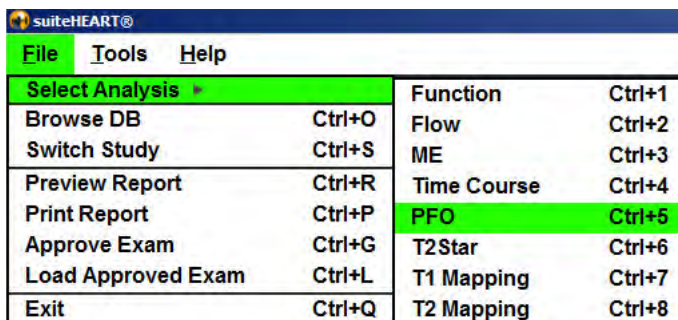 suiteHEART®
File Tools Help
Select Analysis
Browse DB Ctrl+O
Switch Study Ctrl+S
Preview Report Ctrl+R
Print Report Ctrl+P
Approve Exam Ctrl+G
Load Approved Exam Ctrl+L
Exit Ctrl+Q
Function Ctrl+1
Flow Ctrl+2
ME Ctrl+3
Time Course Ctrl+4
PFO Ctrl+5
T2Star Ctrl+6
T1 Mapping Ctrl+7
T2 Mapping Ctrl+8